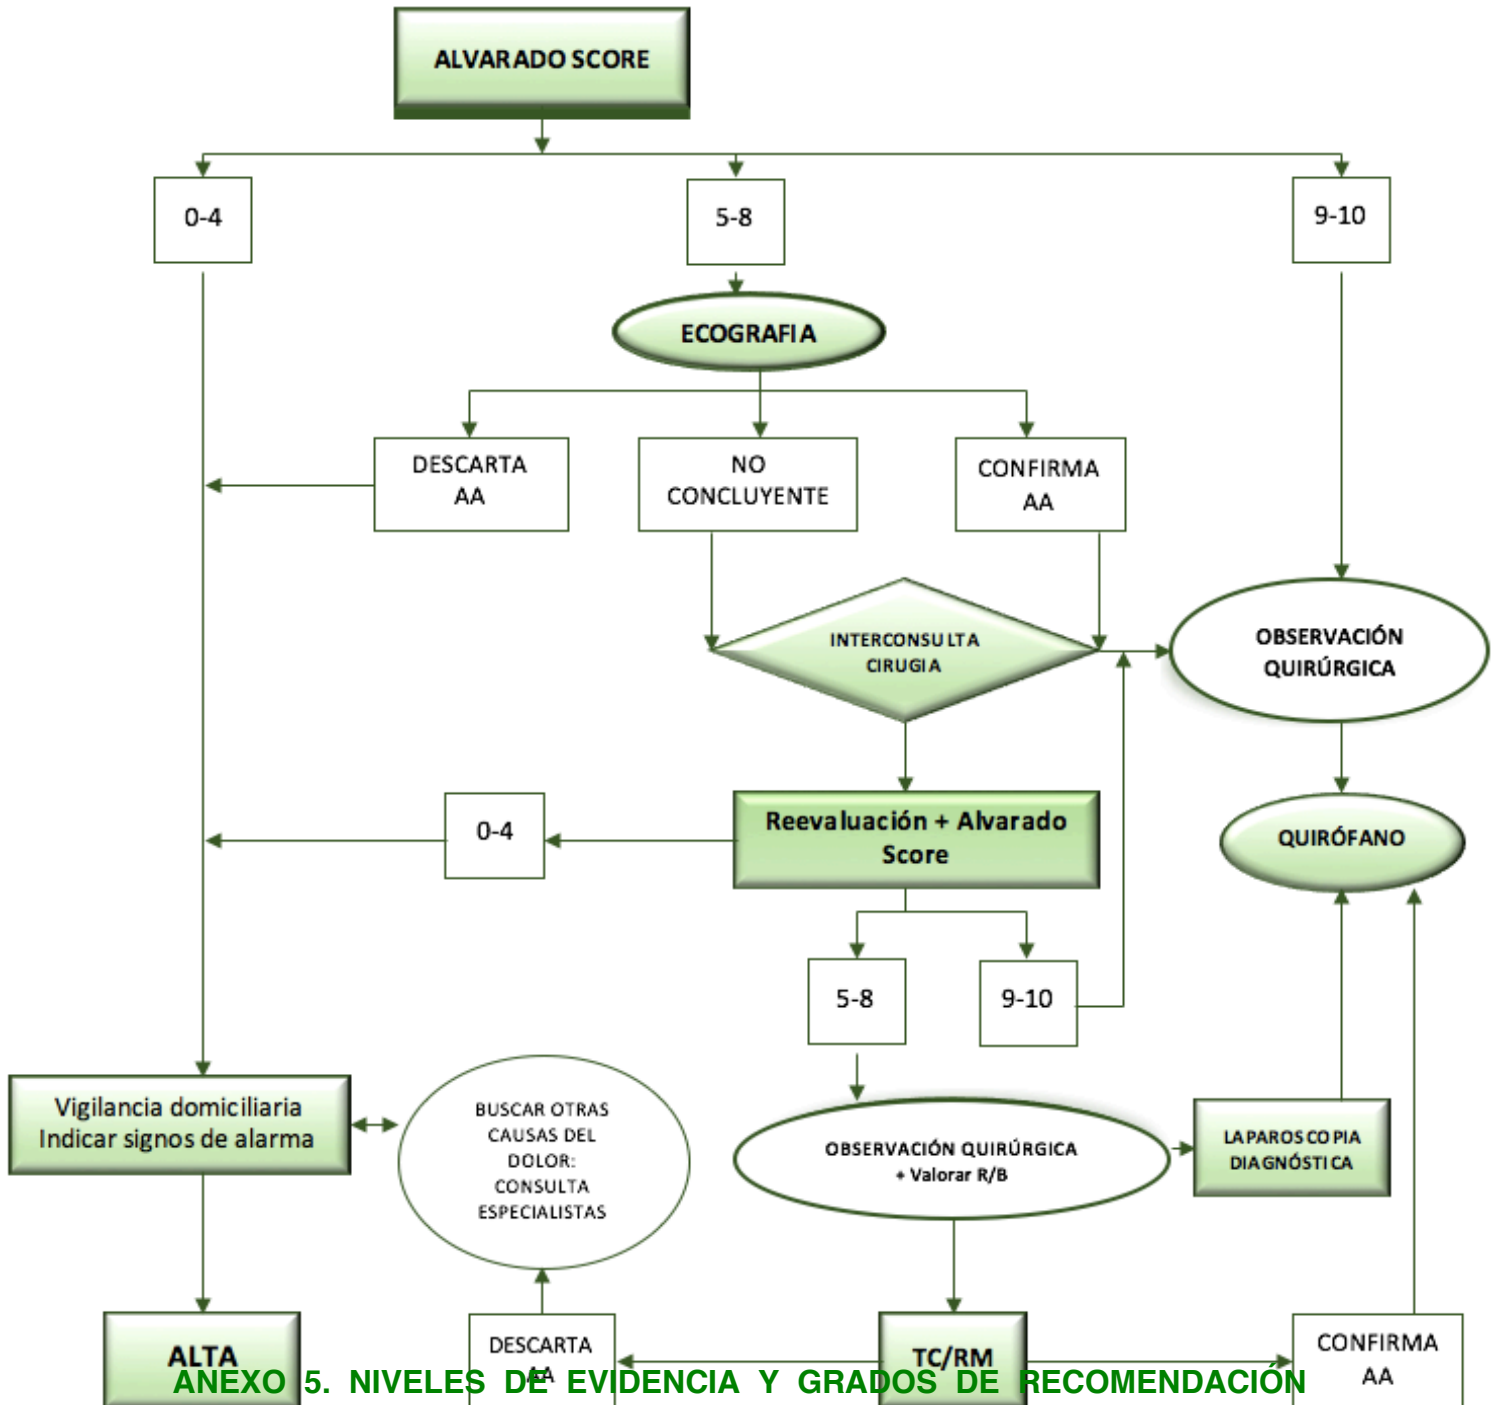 ALVARADO SCORE
0-4
5-8
9-10
ECOGRAFIA
DESCARTA
AA
NO
CONCLUYENTE
CONFIRMA
AA
INTERCONSULTA
CIRUGIA
OBSERVACIÓN
QUIRÚRGICA
Reevaluación + Alvarado
Score
0-4
QUIRÓFANO
5-8
9-10
Vigilancia domiciliaria
Indicar signos de alarma
BUSCAR OTRAS
CAUSAS DEL
DOLOR:
CONSULTA
ESPECIALISTAS
OBSERVACIÓN QUIRÚRGICA
+ Valorar R/B
LAPAROSCOPIA
DIAGNÓSTICA
ALTA
DESCARTA
AA
TC/RM
CONFIRMA
AA
ANEXO 5. NIVELES DE EVIDENCIA Y GRADOS DE RECOMENDACIÓN